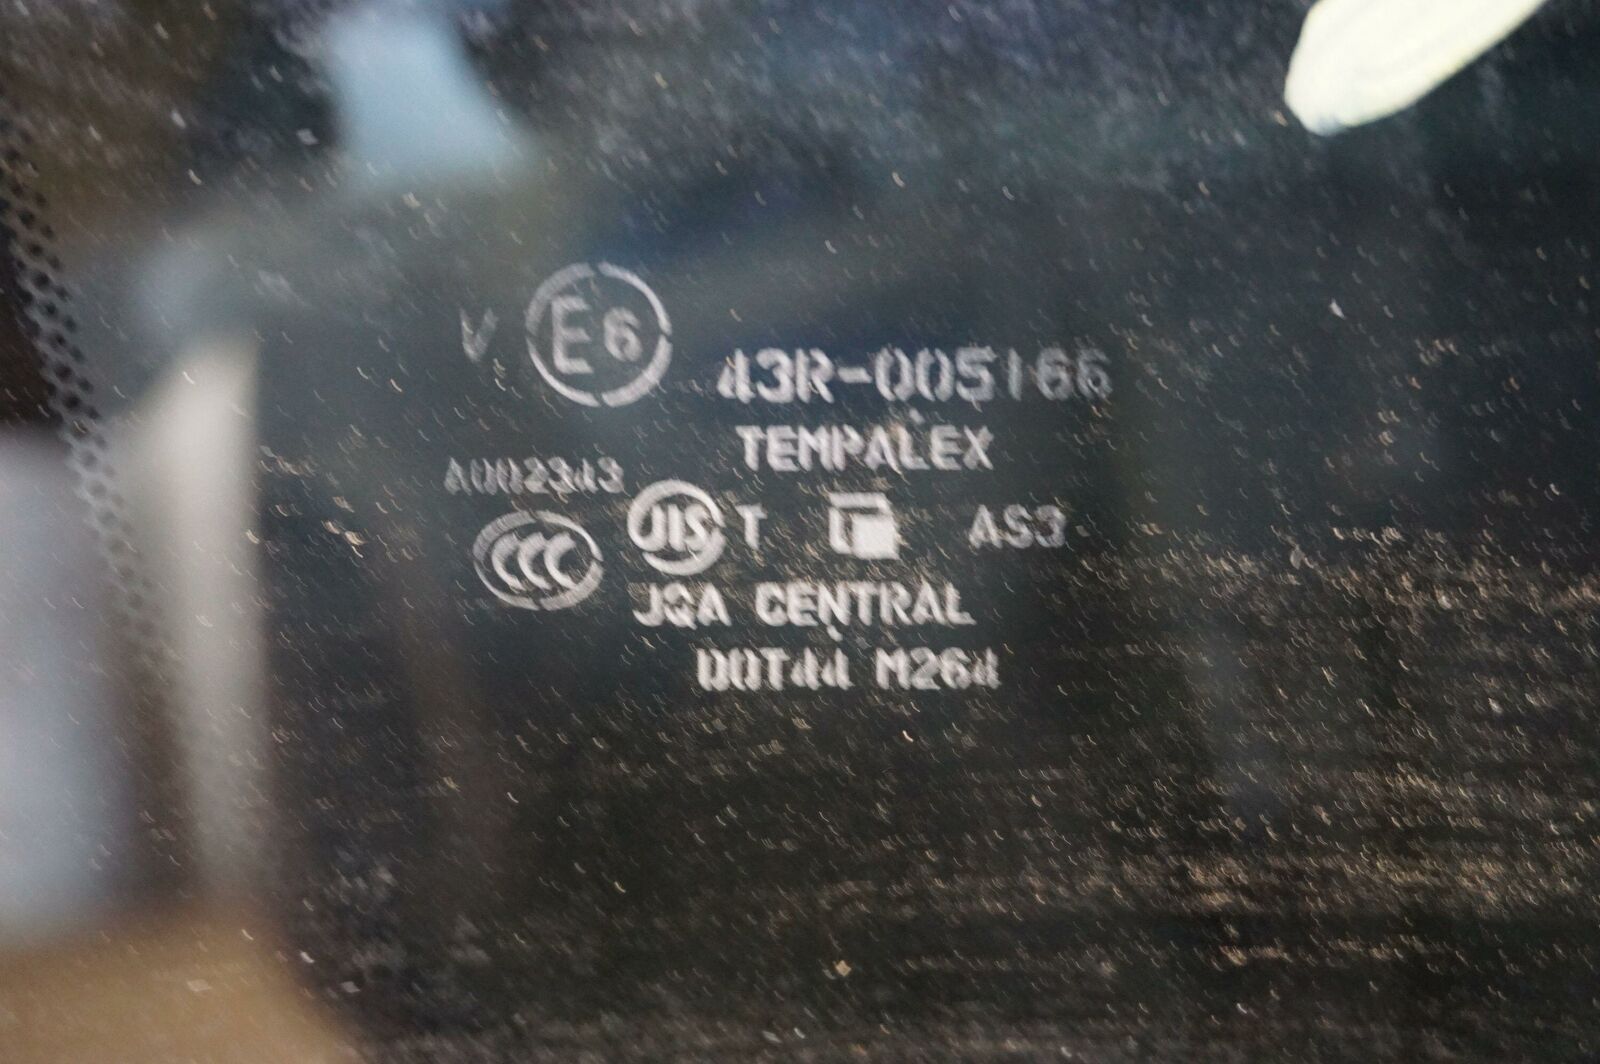 V E6 43R-005166
TEMPALEX
A002343
CCC JIS T AS3
JQA CENTRAL
DOT44 M264